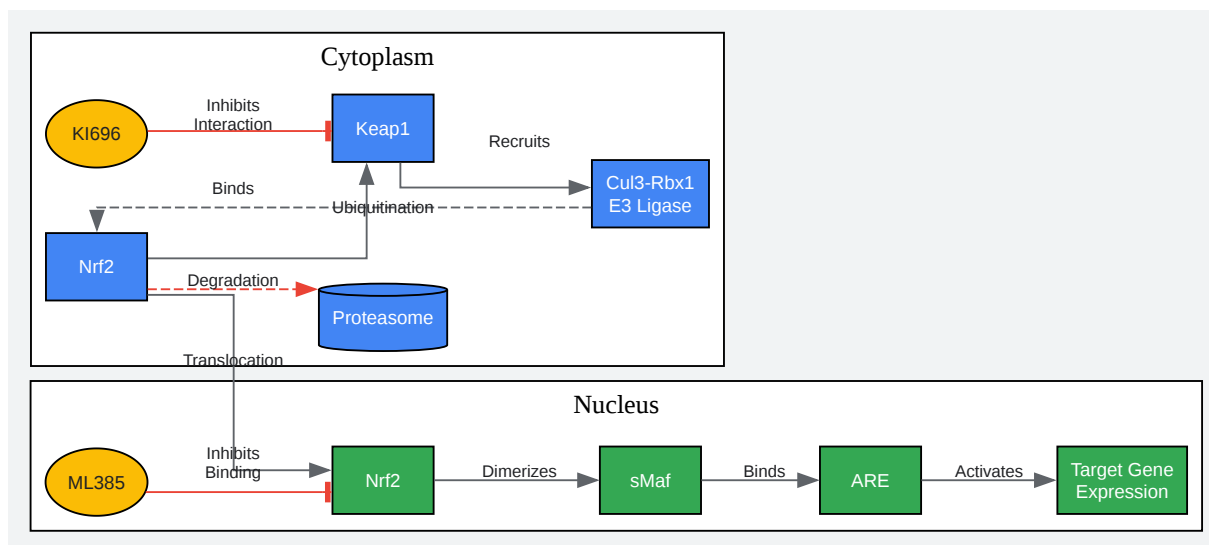 Cytoplasm
Inhibits
Interaction
KI696
Keap1
Recruits
Cul3-Rbx1
E3 Ligase
Binds
Ubiquitination
Nrf2
Degradation
Proteasome
Translocation
Nucleus
Inhibits
Binding
ML385
Nrf2
Dimerizes
sMaf
Binds
ARE
Activates
Target Gene
Expression